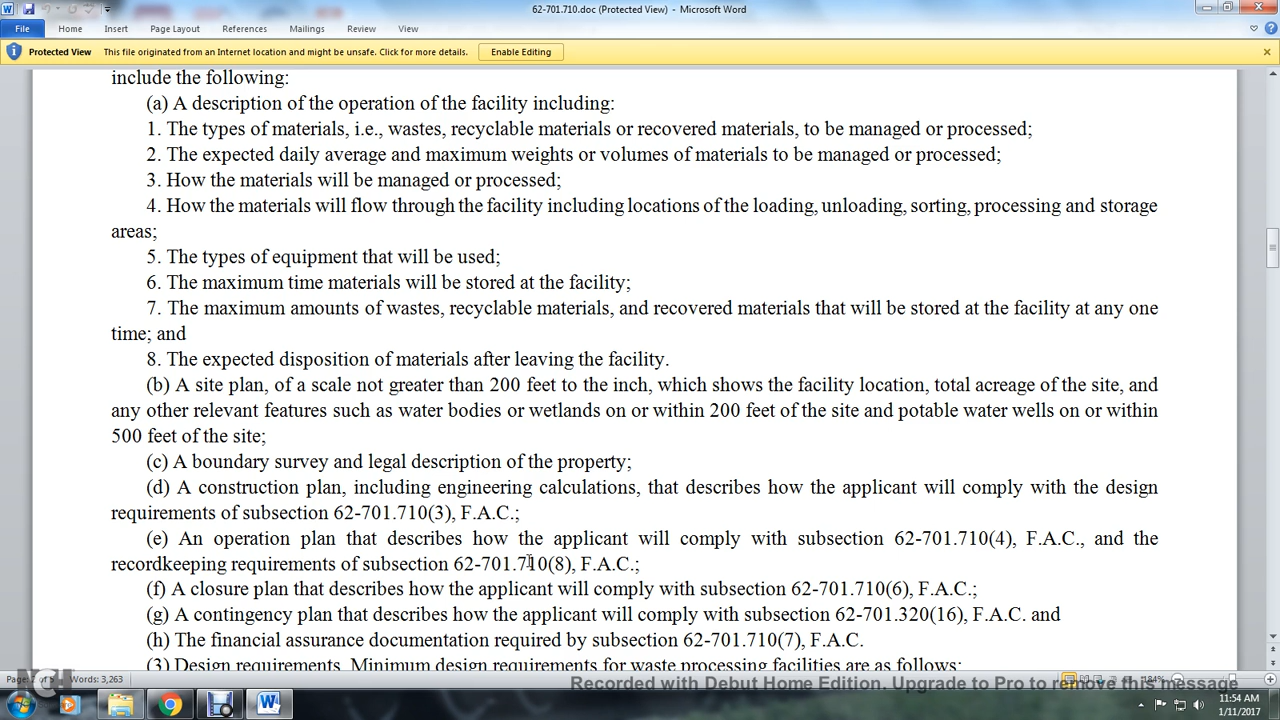 62-701.710.doc (Protected View) - Microsoft Word
File Home Insert Page Layout References Mailings Review View
Protected View This file originated from an Internet location and might be unsafe. Click for more details. Enable Editing
include the following:
(a) A description of the operation of the facility including:
1. The types of materials, i.e., wastes, recyclable materials or recovered materials, to be managed or processed;
2. The expected daily average and maximum weights or volumes of materials to be managed or processed;
3. How the materials will be managed or processed;
4. How the materials will flow through the facility including locations of the loading, unloading, sorting, processing and storage
areas;
5. The types of equipment that will be used;
6. The maximum time materials will be stored at the facility;
7. The maximum amounts of wastes, recyclable materials, and recovered materials that will be stored at the facility at any one
time; and
8. The expected disposition of materials after leaving the facility.
(b) A site plan, of a scale not greater than 200 feet to the inch, which shows the facility location, total acreage of the site, and
any other relevant features such as water bodies or wetlands on or within 200 feet of the site and potable water wells on or within
500 feet of the site;
(c) A boundary survey and legal description of the property;
(d) A construction plan, including engineering calculations, that describes how the applicant will comply with the design
requirements of subsection 62-701.710(3), F.A.C.;
(e) An operation plan that describes how the applicant will comply with subsection 62-701.710(4), F.A.C., and the
recordkeeping requirements of subsection 62-701.710(8), F.A.C.;
(f) A closure plan that describes how the applicant will comply with subsection 62-701.710(6), F.A.C.;
(g) A contingency plan that describes how the applicant will comply with subsection 62-701.320(16), F.A.C. and
(h) The financial assurance documentation required by subsection 62-701.710(7), F.A.C.
(3) Design requirements. Minimum design requirements for waste processing facilities are as follows:
Words: 3,263
184%
NCH
Recorded with Debut Home Edition. Upgrade to Pro to remove this message
11:54 AM
1/11/2017